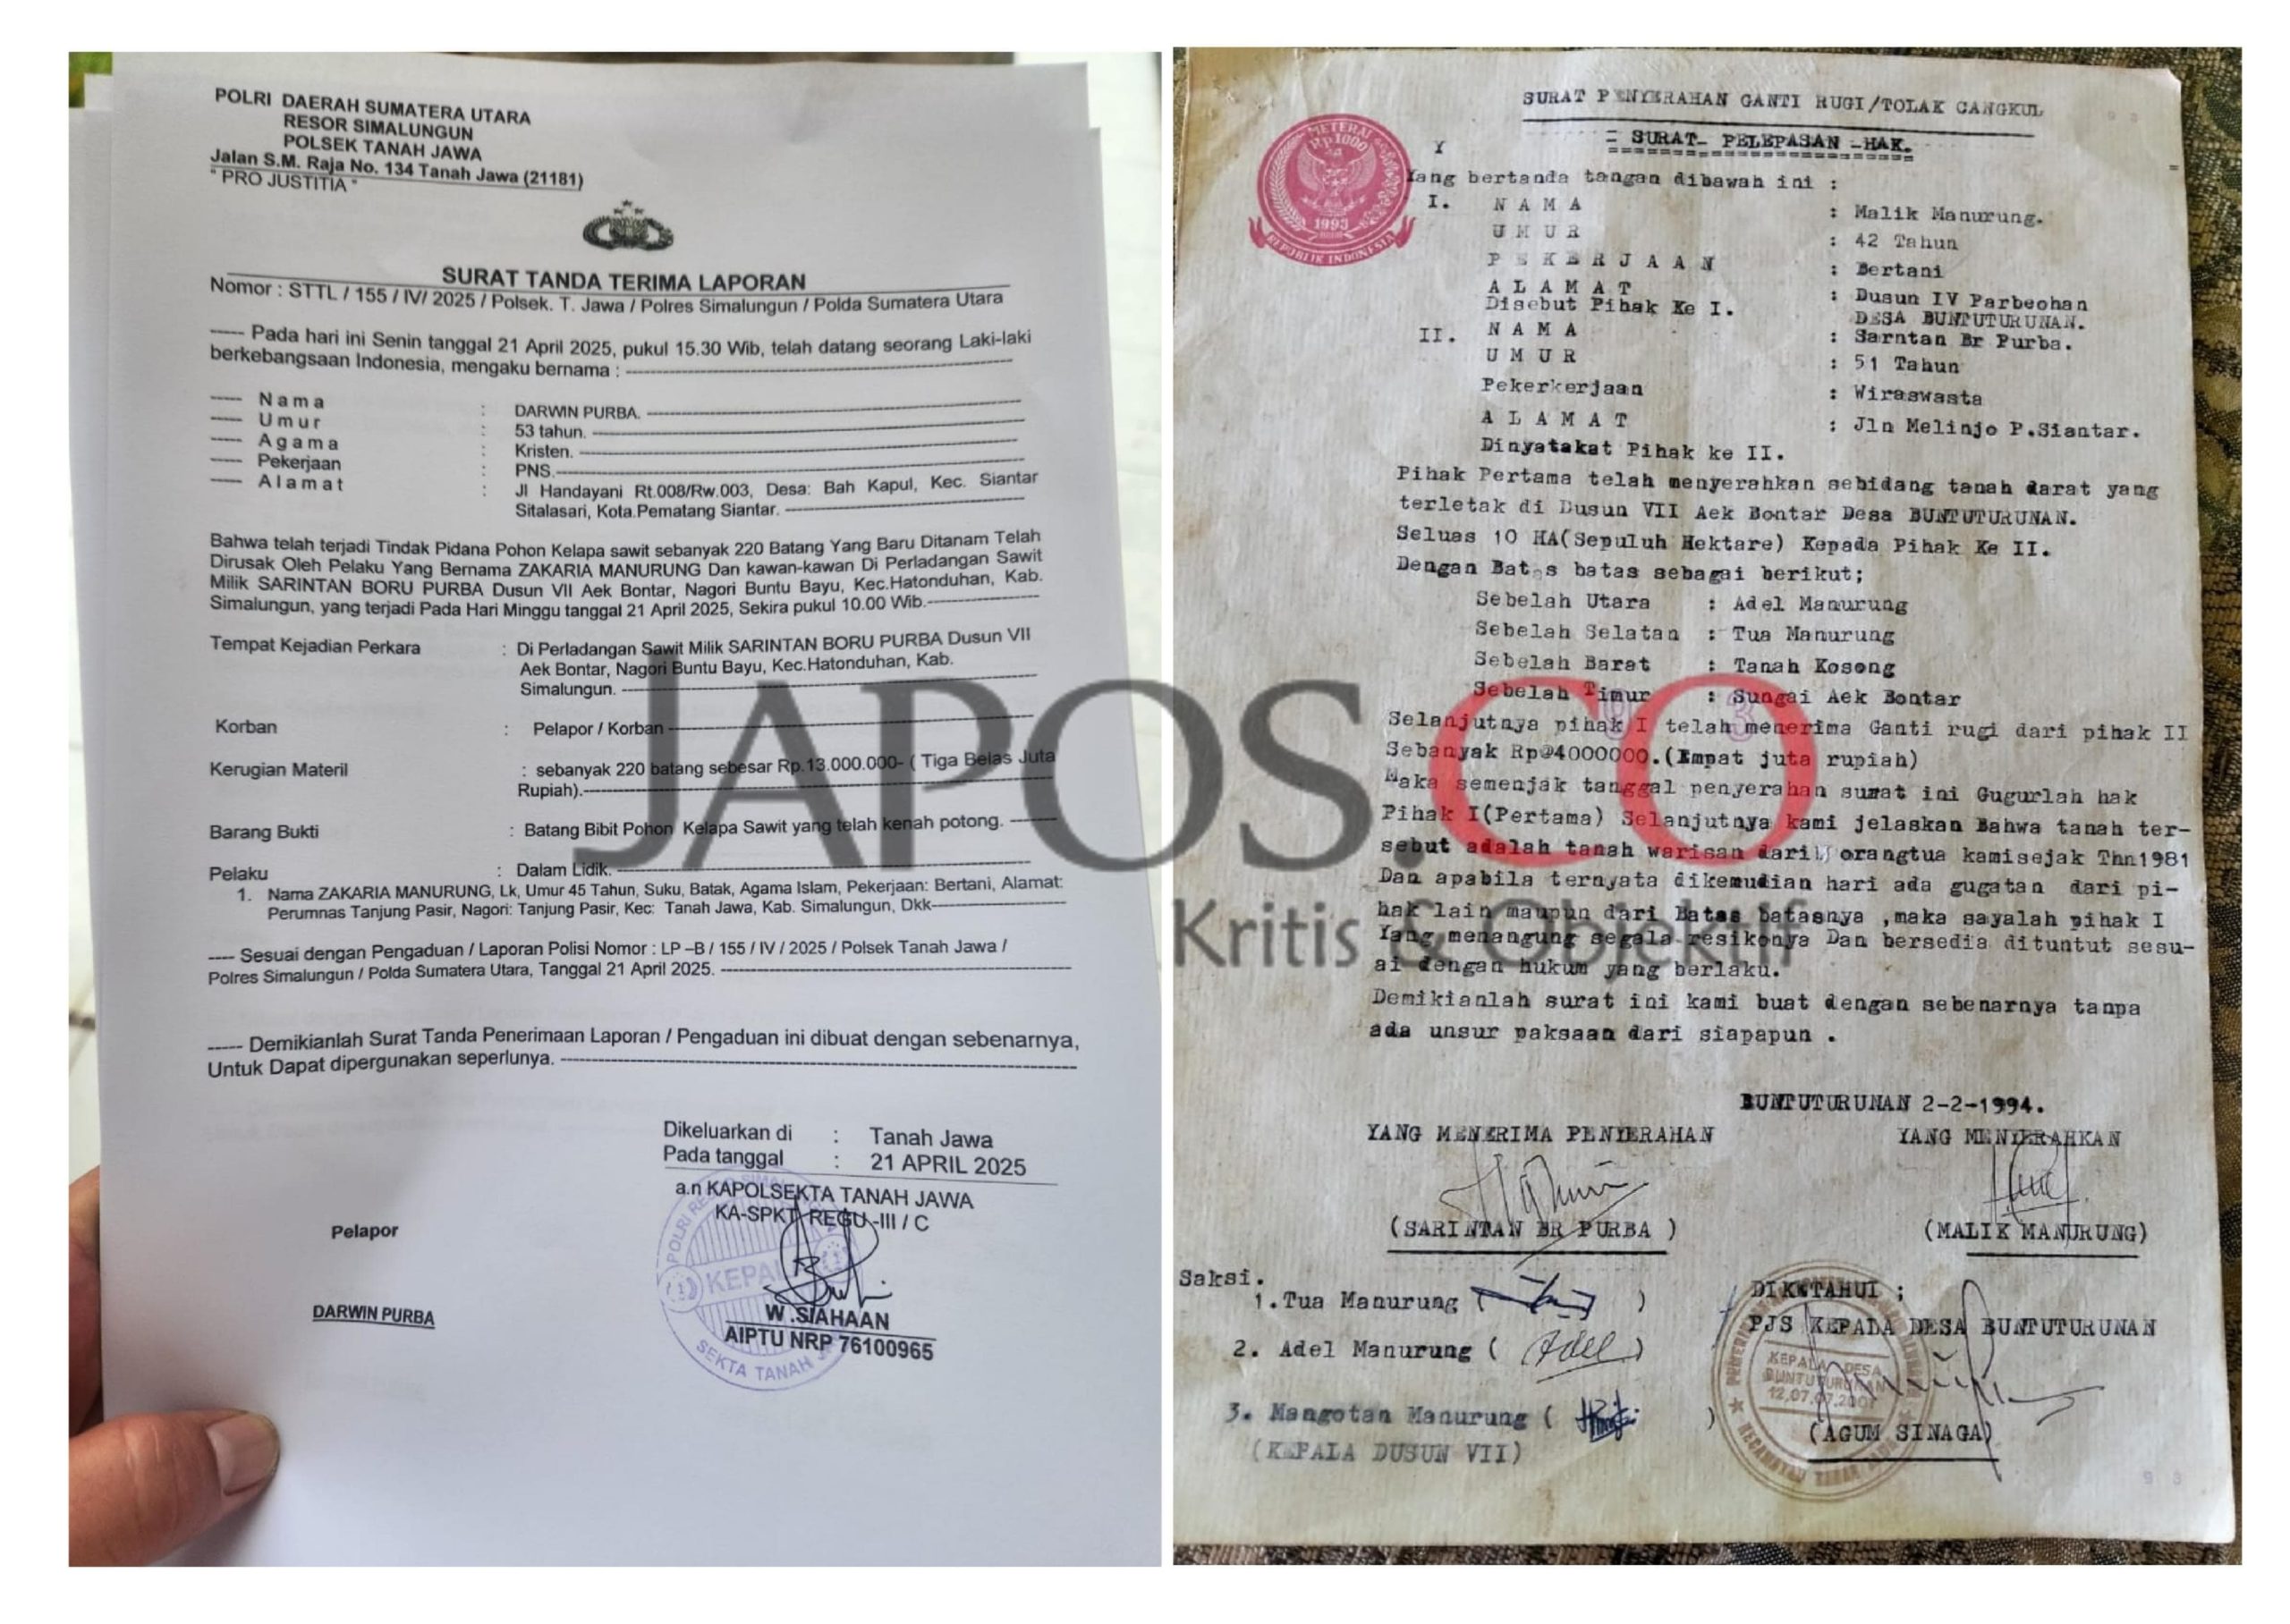 POLRI DAERAH SUMATERA UTARA
RESOR SIMALUNGUN
POLSEK TANAH JAWA
Jalan S.M. Raja No. 134 Tanah Jawa (21181)
" PRO JUSTITIA "
SURAT TANDA TERIMA LAPORAN
Nomor : STTL / 155 / IV/ 2025 / Polsek. T. Jawa / Polres Simalungun / Polda Sumatera Utara
----- Pada hari ini Senin tanggal 21 April 2025, pukul 15.30 Wib, telah datang seorang Laki-laki
berkebangsaan Indonesia, mengaku bernama :
----- N a m a : DARWIN PURBA.
----- U m u r : 53 tahun.
----- A g a m a : Kristen.
----- Pekerjaan : PNS.
----- A l a m a t : Jl Handayani Rt.008/Rw.003, Desa: Bah Kapul, Kec. Siantar
Sitalasari, Kota.Pematang Siantar.
Bahwa telah terjadi Tindak Pidana Pohon Kelapa sawit sebanyak 220 Batang Yang Baru Ditanam Telah
Dirusak Oleh Pelaku Yang Bernama ZAKARIA MANURUNG Dan kawan-kawan Di Perladangan Sawit
Milik SARINTAN BORU PURBA Dusun VII Aek Bontar, Nagori Buntu Bayu, Kec.Hatonduhan, Kab.
Simalungun, yang terjadi Pada Hari Minggu tanggal 21 April 2025, Sekira pukul 10.00 Wib.
Tempat Kejadian Perkara : Di Perladangan Sawit Milik SARINTAN BORU PURBA Dusun VII
Aek Bontar, Nagori Buntu Bayu, Kec.Hatonduhan, Kab.
Simalungun.
Korban : Pelapor / Korban
Kerugian Materil : sebanyak 220 batang sebesar Rp.13.000.000- ( Tiga Belas Juta
Rupiah).
Barang Bukti : Batang Bibit Pohon Kelapa Sawit yang telah kenah potong.
Pelaku : Dalam Lidik.
1. Nama ZAKARIA MANURUNG, Lk, Umur 45 Tahun, Suku, Batak, Agama Islam, Pekerjaan: Bertani, Alamat:
Perumnas Tanjung Pasir, Nagori: Tanjung Pasir, Kec: Tanah Jawa, Kab. Simalungun, Dkk
---- Sesuai dengan Pengaduan / Laporan Polisi Nomor : LP –B / 155 / IV / 2025 / Polsek Tanah Jawa /
Polres Simalungun / Polda Sumatera Utara, Tanggal 21 April 2025.
----- Demikianlah Surat Tanda Penerimaan Laporan / Pengaduan ini dibuat dengan sebenarnya,
Untuk Dapat dipergunakan seperlunya.
Dikeluarkan di : Tanah Jawa
Pada tanggal : 21 APRIL 2025
a.n KAPOLSEKTA TANAH JAWA
KA-SPKT REGU -III / C
Pelapor
KEPALA
W .SIAHAAN
DARWIN PURBA
AIPTU NRP 76100965
SEKTA TANAH
SURAT PENYERAHAN GANTI RUGI/TOLAK CANGKUL
= SURAT- PELEPASAN -HAK.
METERAI
Rp1000
1993
REPUBLIK INDONESIA
Y
Yang bertanda tangan dibawah ini :
I. N A M A : Malik Manurung.
U M U R : 42 Tahun
P E K E R J A A N : Bertani
A L A M A T : Dusun IV Parbeohan
Disebut Pihak Ke I. DESA BUNTUTURUNAN.
II. N A M A : Sarntan Br Purba.
U M U R : 51 Tahun
Pekerkerjaan : Wiraswasta
A L A M A T : Jln Melinjo P.Siantar.
Dinyatakat Pihak ke II.
Pihak Pertama telah menyerahkan sebidang tanah darat yang
terletak di Dusun VII Aek Bontar Desa BUNTUTURUNAN.
Seluas 10 HA(Sepuluh Hektare) Kepada Pihak Ke II.
Dengan Batas batas sebagai berikut;
Sebelah Utara : Adel Manurung
Sebelah Selatan : Tua Manurung
Sebelah Barat : Tanah Kosong
Sebelah Timur : Sungai Aek Bontar
Selanjutnya pihak I telah menerima Ganti rugi dari pihak II
Sebanyak Rp@4000000.(Empat juta rupiah)
Maka semenjak tanggal penyerahan surat ini Gugurlah hak
Pihak I(Pertama) Selanjutnya kami jelaskan Bahwa tanah ter-
sebut adalah tanah warisan dari orangtua kamisejak Thn1981
Dan apabila ternyata dikemudian hari ada gugatan dari pi-
hak lain maupun dari Batas batasnya ,maka sayalah pihak I
Yang menangung segala resikonya Dan bersedia dituntut sesu-
ai dengan hukum yang berlaku.
Demikianlah surat ini kami buat dengan sebenarnya tanpa
ada unsur paksaan dari siapapun .
BUNTUTURUNAN 2-2-1994.
YANG MENERIMA PENYERAHAN YANG MENYERAHKAN
(SARINTAN BR PURBA ) (MALIK MANURUNG)
Saksi.
1.Tua Manurung ( )
2. Adel Manurung ( Adel )
3. Mangotan Manurung ( )
(KEPALA DUSUN VII)
DIKETAHUI ;
PJS KEPADA DESA BUNTUTURUNAN
KEPALA DESA
BUNTUTURUNAN
(AGUM SINAGA)
JAPOS.CO
Kritis & Objektif